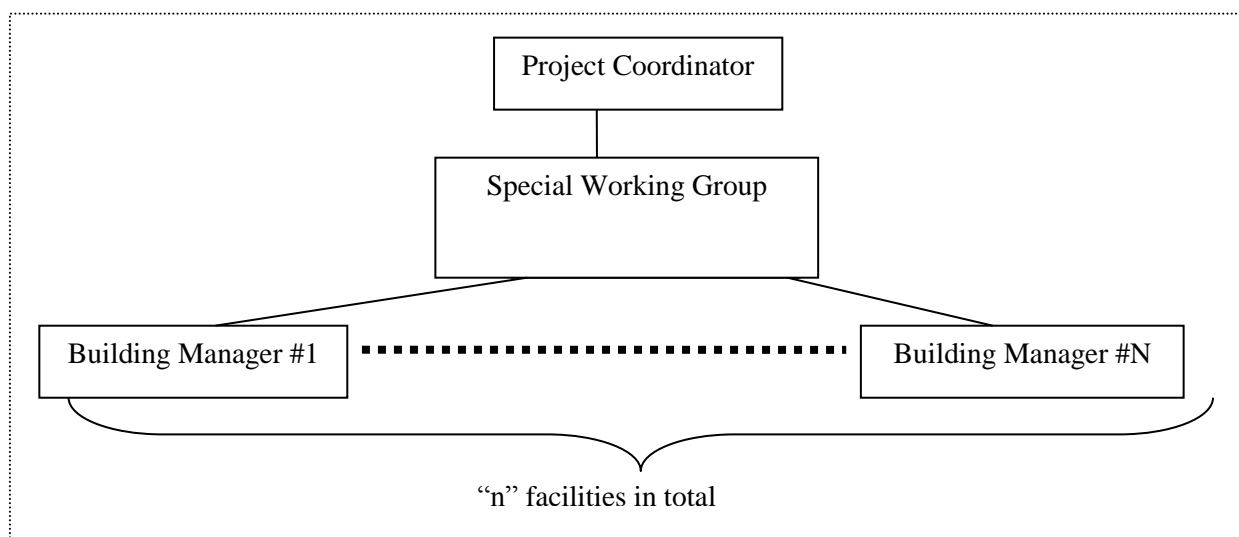 Project Coordinator
Special Working Group
Building Manager #1
Building Manager #N
“n” facilities in total